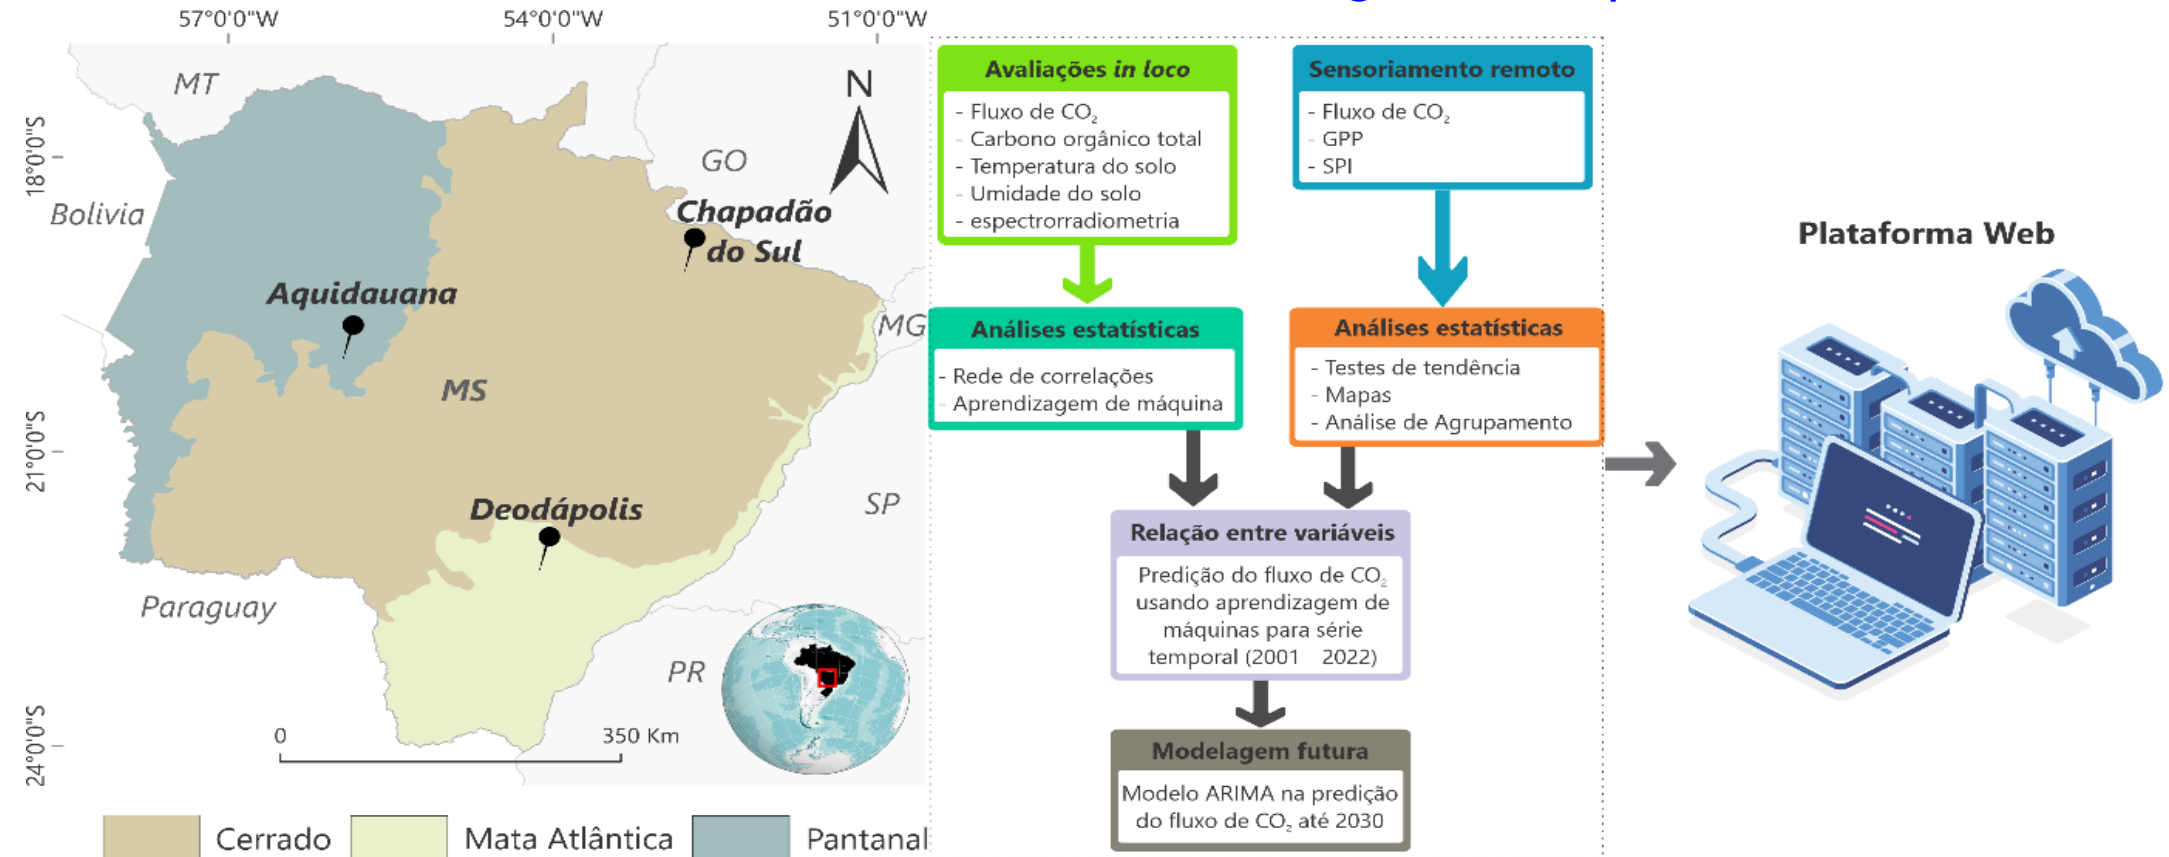 57°0'0"W
54°0'0"W
51°0'0"W
18°0'0"S
21°0'0"S
24°0'0"S
MT
N
GO
Bolivia
Chapadão
do Sul
Aquidauana
MG
MS
SP
Deodápolis
Paraguay
PR
0
350 Km
Cerrado
Mata Atlântica
Pantanal
Avaliações in loco
- Fluxo de CO₂
- Carbono orgânico total
- Temperatura do solo
- Umidade do solo
- espectrorradiometria
Sensoriamento remoto
- Fluxo de CO₂
- GPP
- SPI
Análises estatísticas
- Rede de correlações
- Aprendizagem de máquina
Análises estatísticas
- Testes de tendência
- Mapas
- Análise de Agrupamento
Relação entre variáveis
Predição do fluxo de CO₂
usando aprendizagem de
máquinas para série
temporal (2001 2022)
Modelagem futura
Modelo ARIMA na predição
do fluxo de CO₂ até 2030
Plataforma Web